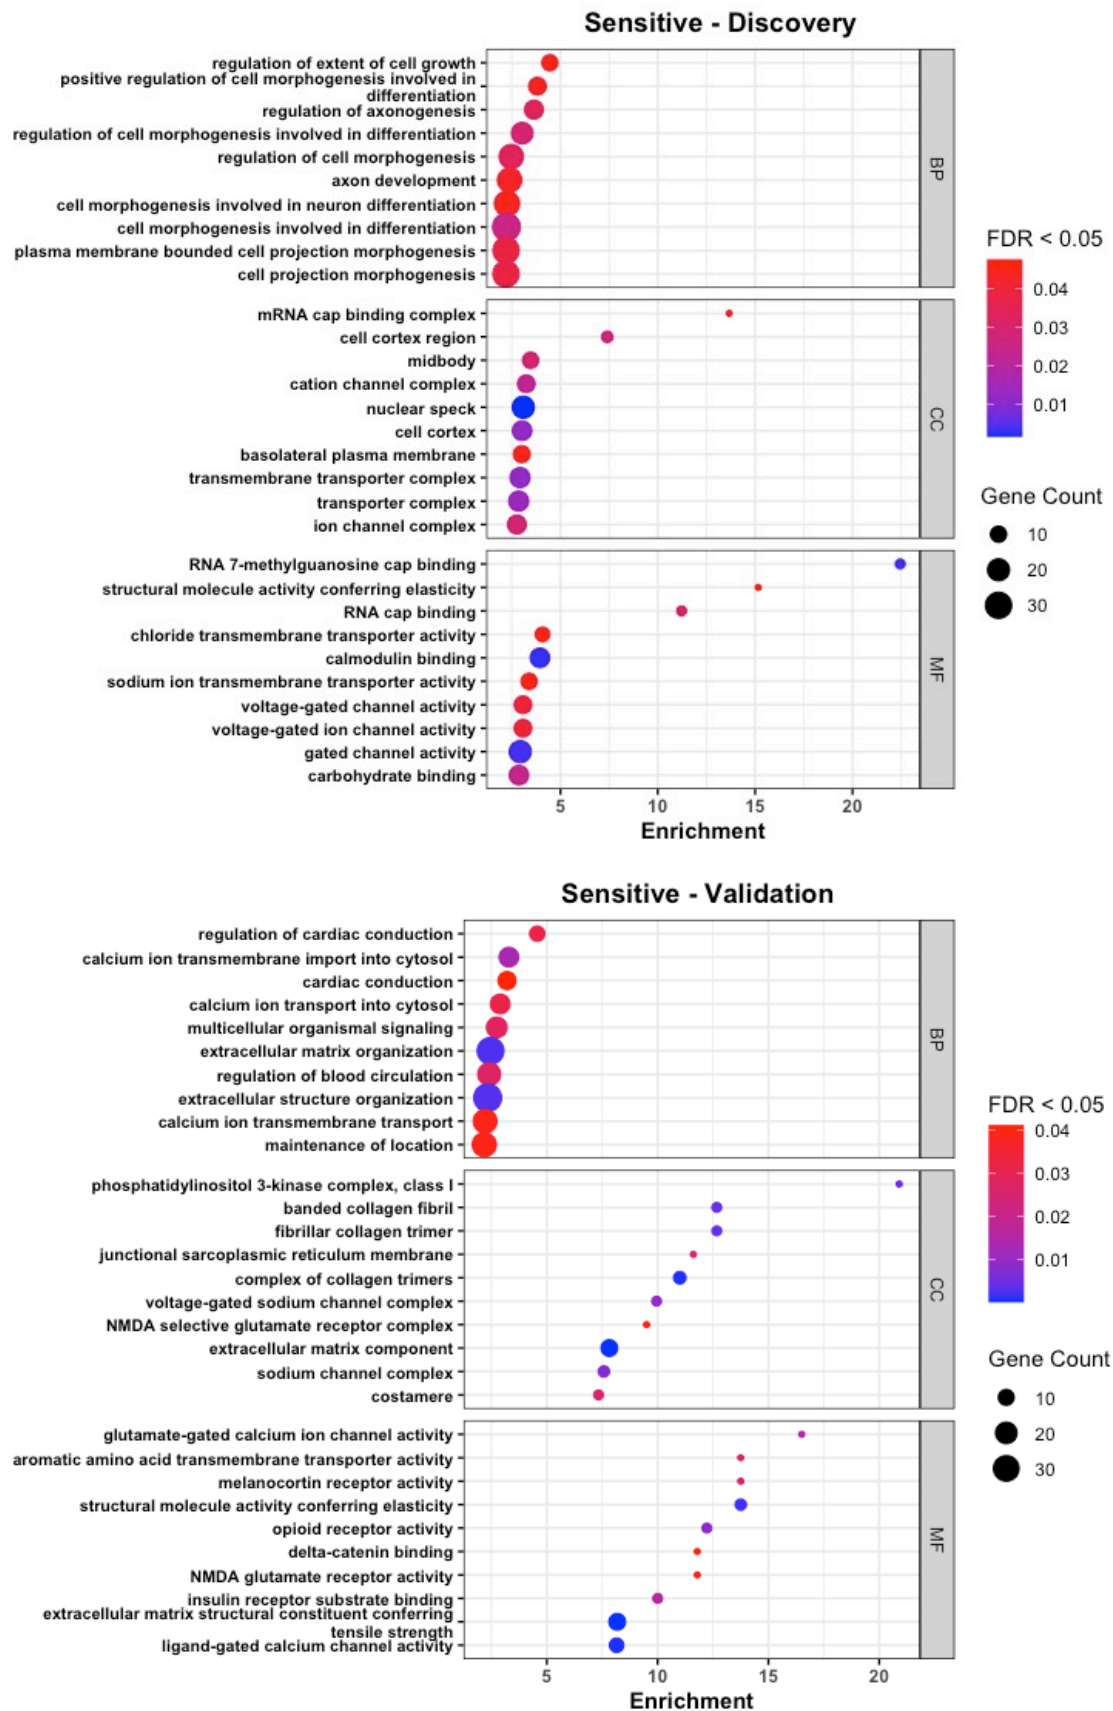 Sensitive - Discovery
regulation of extent of cell growth
positive regulation of cell morphogenesis involved in
differentiation
regulation of axonogenesis
regulation of cell morphogenesis involved in differentiation
regulation of cell morphogenesis
axon development
cell morphogenesis involved in neuron differentiation
cell morphogenesis involved in differentiation
plasma membrane bounded cell projection morphogenesis
cell projection morphogenesis
BP
mRNA cap binding complex
cell cortex region
midbody
cation channel complex
nuclear speck
cell cortex
basolateral plasma membrane
transmembrane transporter complex
transporter complex
ion channel complex
CC
RNA 7-methylguanosine cap binding
structural molecule activity conferring elasticity
RNA cap binding
chloride transmembrane transporter activity
calmodulin binding
sodium ion transmembrane transporter activity
voltage-gated channel activity
voltage-gated ion channel activity
gated channel activity
carbohydrate binding
MF
5 10 15 20
Enrichment
FDR < 0.05
0.04
0.03
0.02
0.01
Gene Count
10
20
30
Sensitive - Validation
regulation of cardiac conduction
calcium ion transmembrane import into cytosol
cardiac conduction
calcium ion transport into cytosol
multicellular organismal signaling
extracellular matrix organization
regulation of blood circulation
extracellular structure organization
calcium ion transmembrane transport
maintenance of location
BP
phosphatidylinositol 3-kinase complex, class I
banded collagen fibril
fibrillar collagen trimer
junctional sarcoplasmic reticulum membrane
complex of collagen trimers
voltage-gated sodium channel complex
NMDA selective glutamate receptor complex
extracellular matrix component
sodium channel complex
costamere
CC
glutamate-gated calcium ion channel activity
aromatic amino acid transmembrane transporter activity
melanocortin receptor activity
structural molecule activity conferring elasticity
opioid receptor activity
delta-catenin binding
NMDA glutamate receptor activity
insulin receptor substrate binding
extracellular matrix structural constituent conferring
tensile strength
ligand-gated calcium channel activity
MF
5 10 15 20
Enrichment
FDR < 0.05
0.04
0.03
0.02
0.01
Gene Count
10
20
30